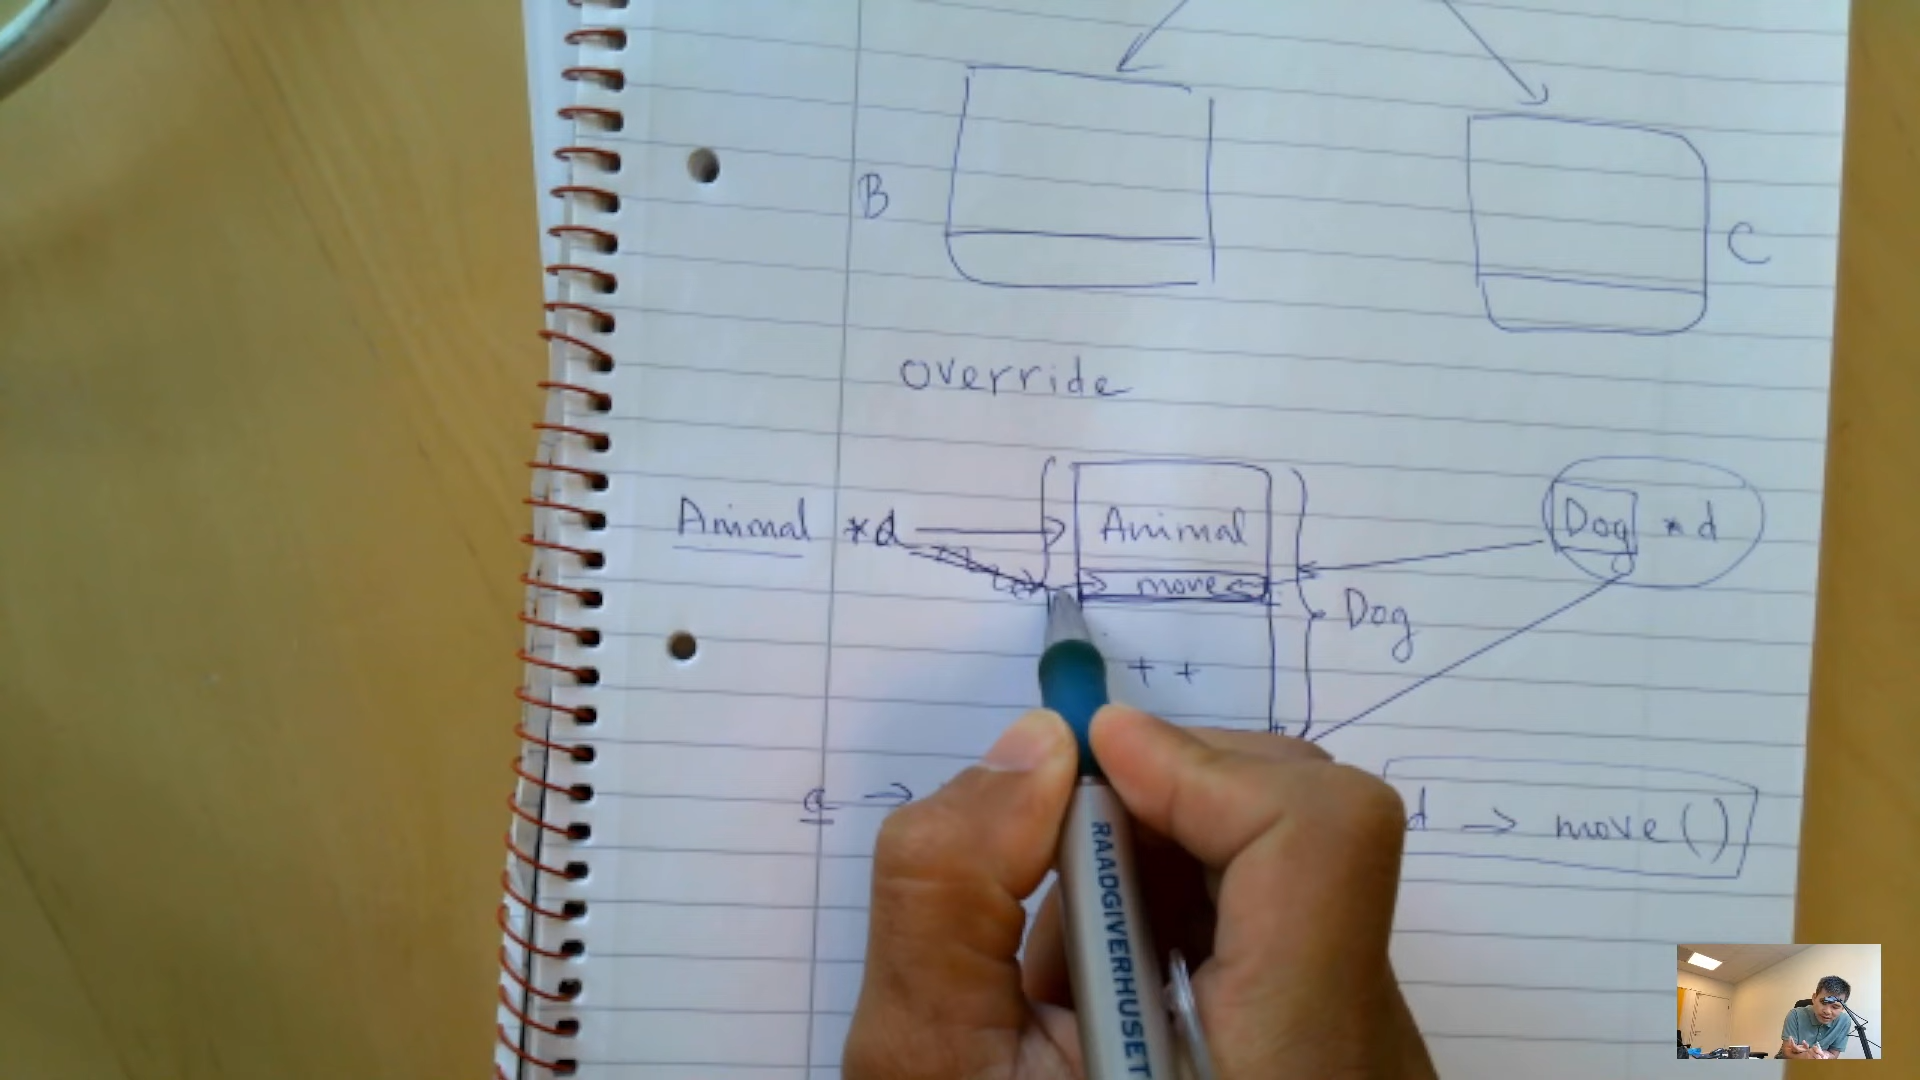 B
C
override
Animal *d → Animal Dog * d
→ move ←
Dog
+ +
a →
d → move()
RAADGIVERHUSET